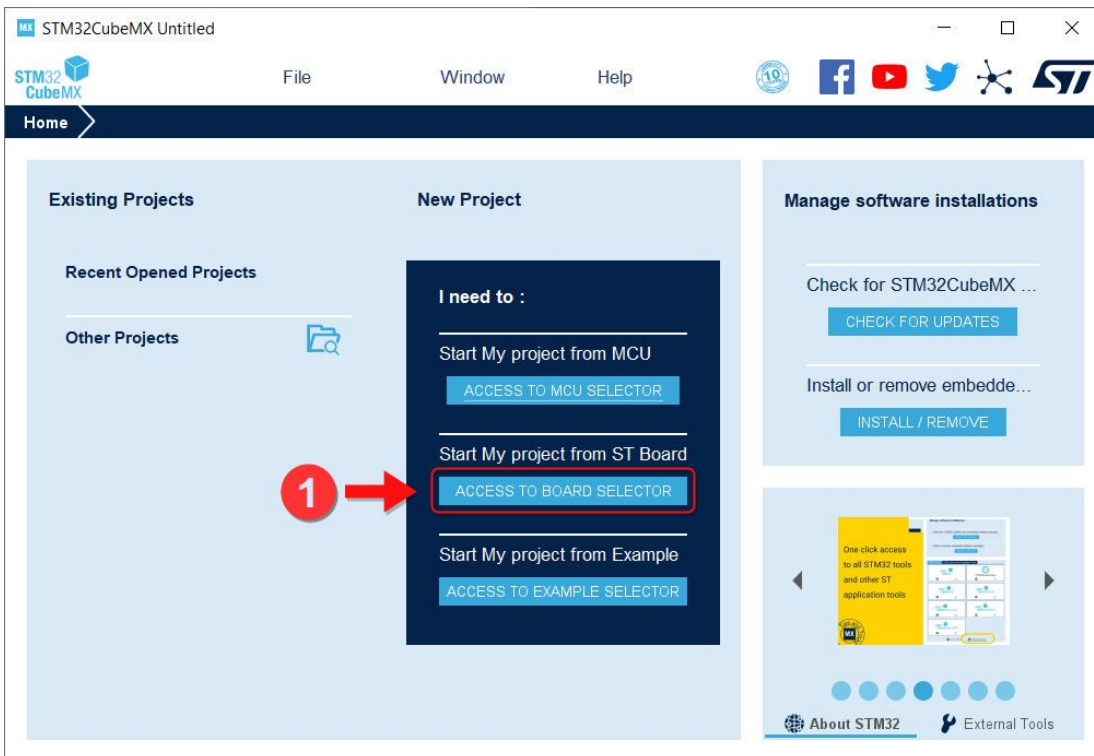 MX STM32CubeMX Untitled
STM32
CubeMX
File Window Help
10
Home
Existing Projects
Recent Opened Projects
Other Projects
New Project
I need to :
Start My project from MCU
ACCESS TO MCU SELECTOR
Start My project from ST Board
1
ACCESS TO BOARD SELECTOR
Start My project from Example
ACCESS TO EXAMPLE SELECTOR
Manage software installations
Check for STM32CubeMX ...
CHECK FOR UPDATES
Install or remove embedde...
INSTALL / REMOVE
One click access
to all STM32 tools
and other ST
application tools
MX
About STM32
External Tools